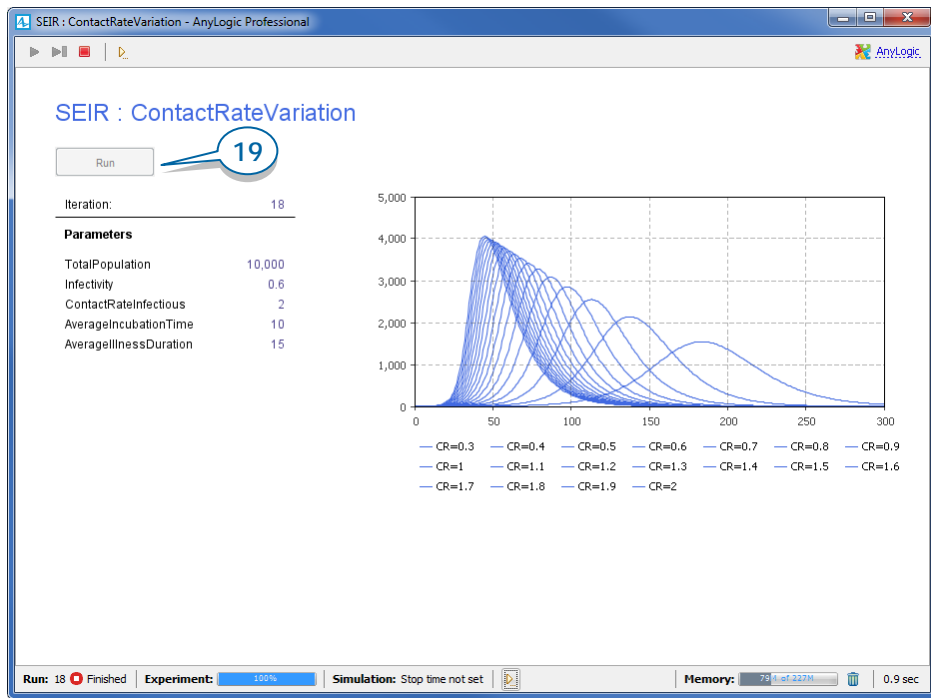 SEIR : ContactRateVariation - AnyLogic Professional
AnyLogic
SEIR : ContactRateVariation
Run
19
Iteration: 18
Parameters
TotalPopulation 10,000
Infectivity 0.6
ContactRateInfectious 2
AverageIncubationTime 10
AverageIllnessDuration 15
5,000
4,000
3,000
2,000
1,000
0
0 50 100 150 200 250 300
CR=0.3 CR=0.4 CR=0.5 CR=0.6 CR=0.7 CR=0.8 CR=0.9
CR=1 CR=1.1 CR=1.2 CR=1.3 CR=1.4 CR=1.5 CR=1.6
CR=1.7 CR=1.8 CR=1.9 CR=2
Run: 18 Finished Experiment: 100% Simulation: Stop time not set Memory: 79M of 227M 0.9 sec